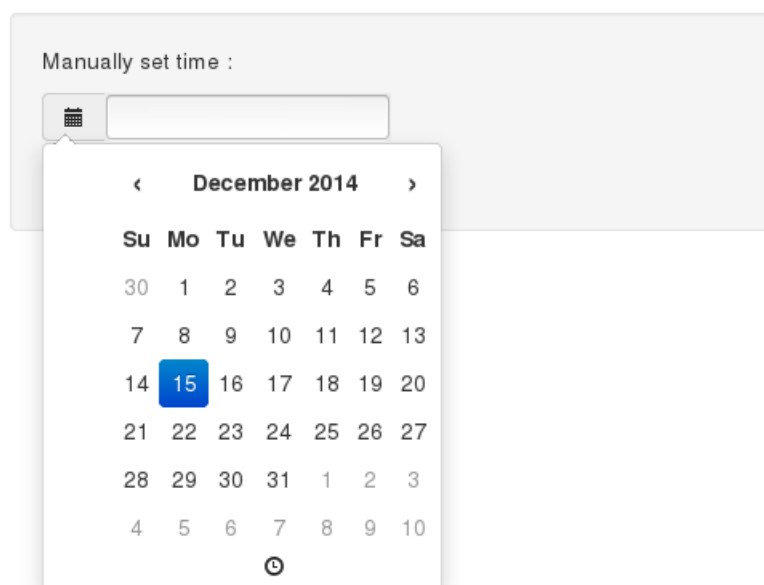 Manually set time :
‹ December 2014 ›
Su Mo Tu We Th Fr Sa
30 1 2 3 4 5 6
7 8 9 10 11 12 13
14 15 16 17 18 19 20
21 22 23 24 25 26 27
28 29 30 31 1 2 3
4 5 6 7 8 9 10